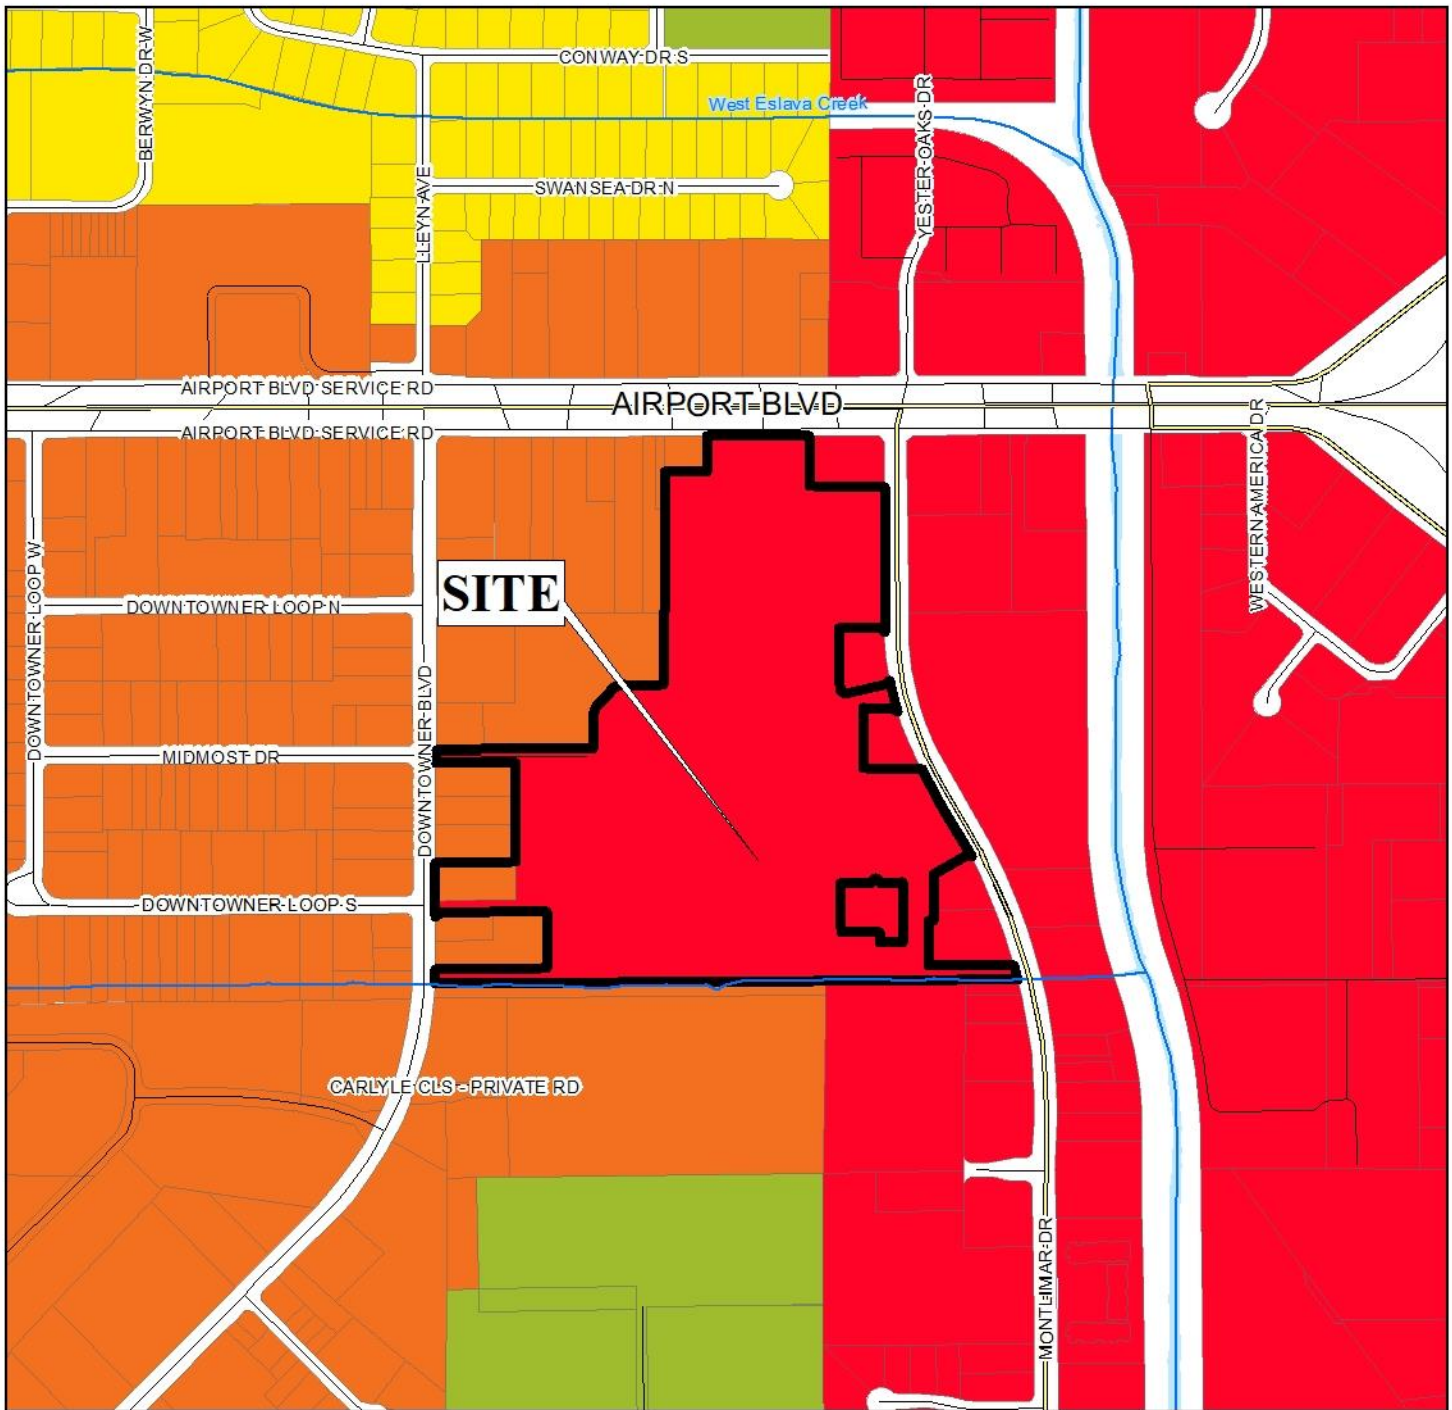 BERWYN DR W
CONWAY DR S
West Eslava Creek
YESTER OAKS DR
SWANSEA DR N
LLEYN AVE
AIRPORT BLVD SERVICE RD
AIRPORT BLVD
AIRPORT BLVD SERVICE RD
WESTERN AMERICA DR
DOWNTOWNER LOOP W
SITE
DOWNTOWNER LOOP N
DOWNTOWNER BLVD
MIDMOST DR
DOWNTOWNER LOOP S
CARLYLE CLS - PRIVATE RD
MONTLIMAR DR